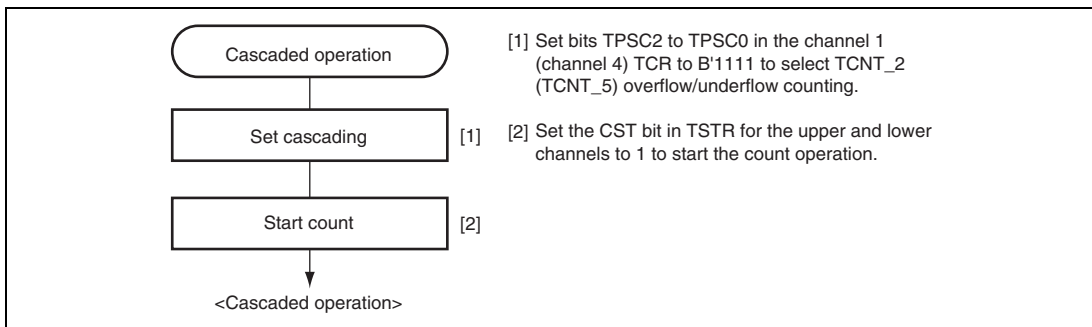 Cascaded operation
Set cascading
[1]
Start count
[2]
<Cascaded operation>
[1] Set bits TPSC2 to TPSC0 in the channel 1
(channel 4) TCR to B'1111 to select TCNT_2
(TCNT_5) overflow/underflow counting.
[2] Set the CST bit in TSTR for the upper and lower
channels to 1 to start the count operation.